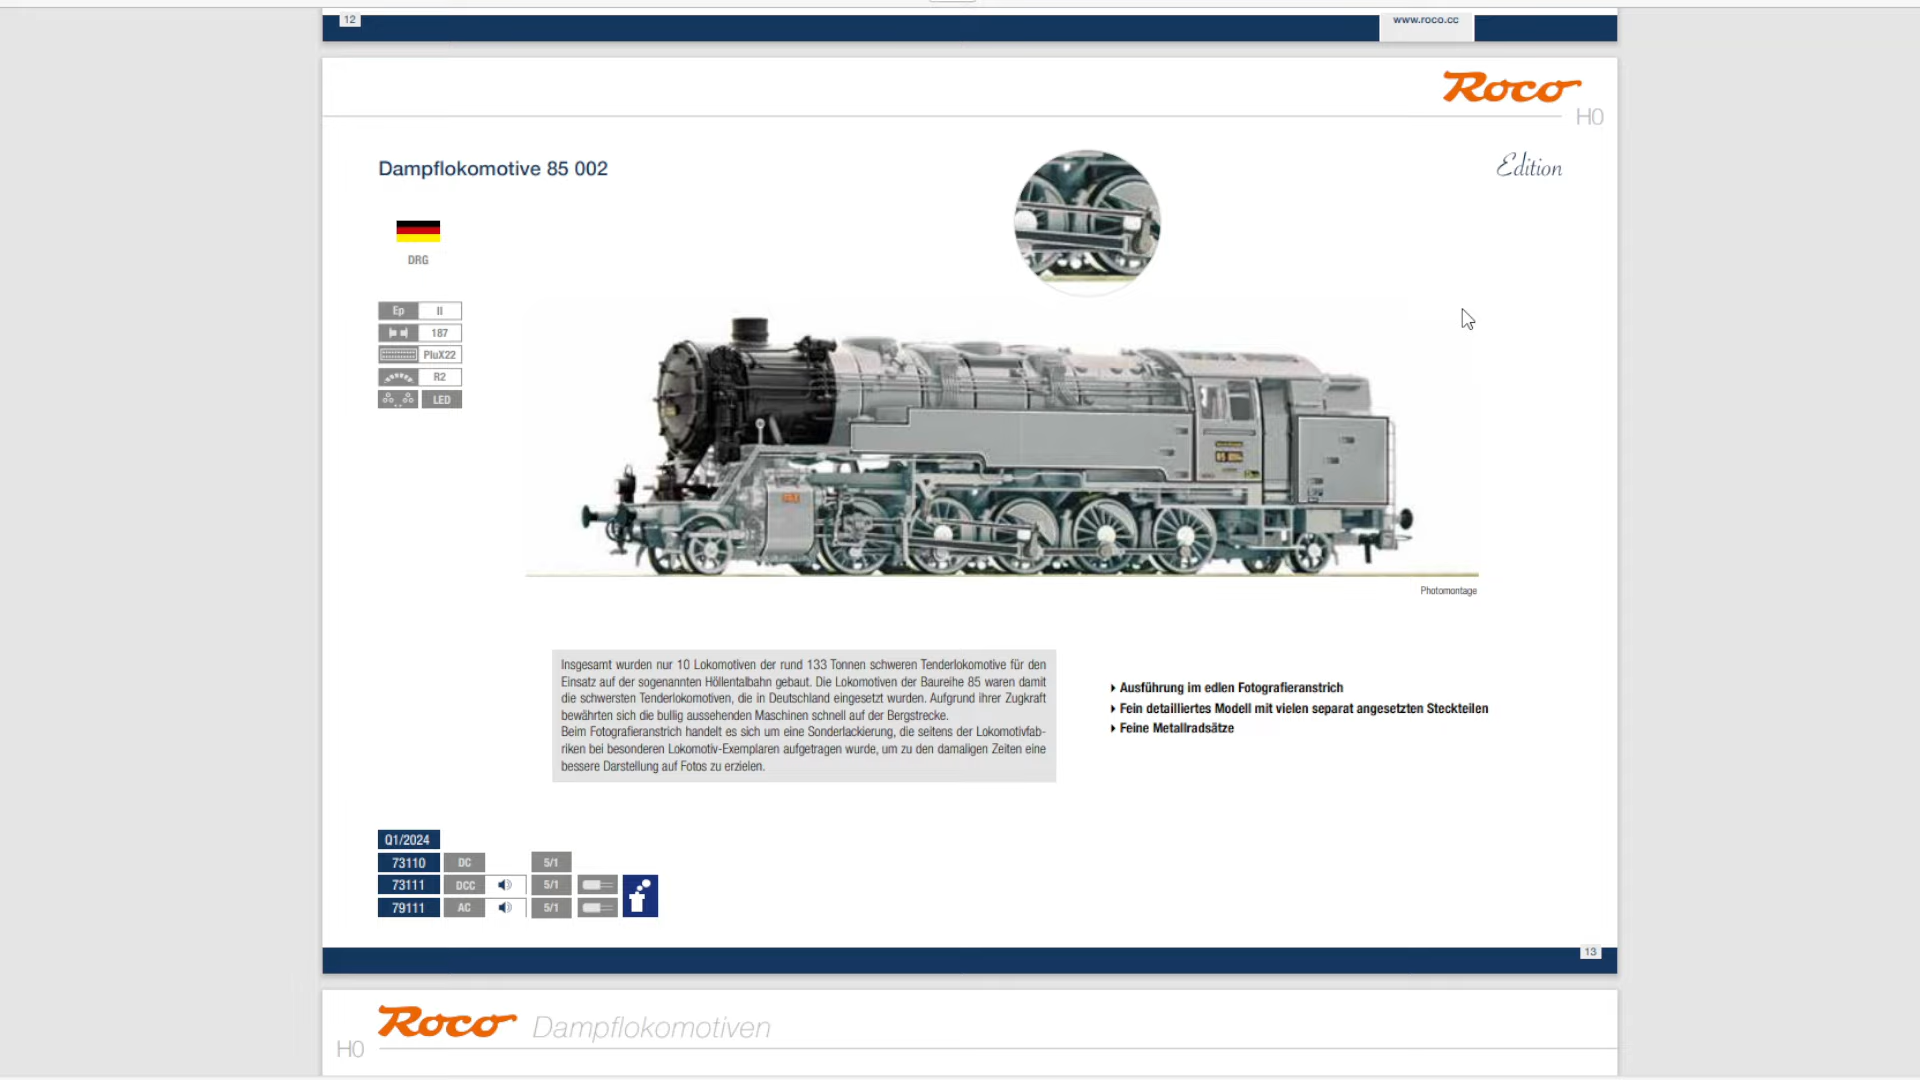 12
www.roco.cc
Roco
H0
Dampflokomotive 85 002
Edition
DRG
Ep II
187
PluX22
R2
LED
Photomontage
Insgesamt wurden nur 10 Lokomotiven der rund 133 Tonnen schweren Tenderlokomotive für den
Einsatz auf der sogenannten Höllentalbahn gebaut. Die Lokomotiven der Baureihe 85 waren damit
die schwersten Tenderlokomotiven, die in Deutschland eingesetzt wurden. Aufgrund ihrer Zugkraft
bewährten sich die bullig aussehenden Maschinen schnell auf der Bergstrecke.
Beim Fotografieranstrich handelt es sich um eine Sonderlackierung, die seitens der Lokomotivfab-
riken bei besonderen Lokomotiv-Exemplaren aufgetragen wurde, um zu den damaligen Zeiten eine
bessere Darstellung auf Fotos zu erzielen.
Ausführung im edlen Fotografieranstrich
Fein detailliertes Modell mit vielen separat angesetzten Steckteilen
Feine Metallradsätze
Q1/2024
73110 DC 5/1
73111 DCC 5/1
79111 AC 5/1
13
Roco Dampflokomotiven
H0